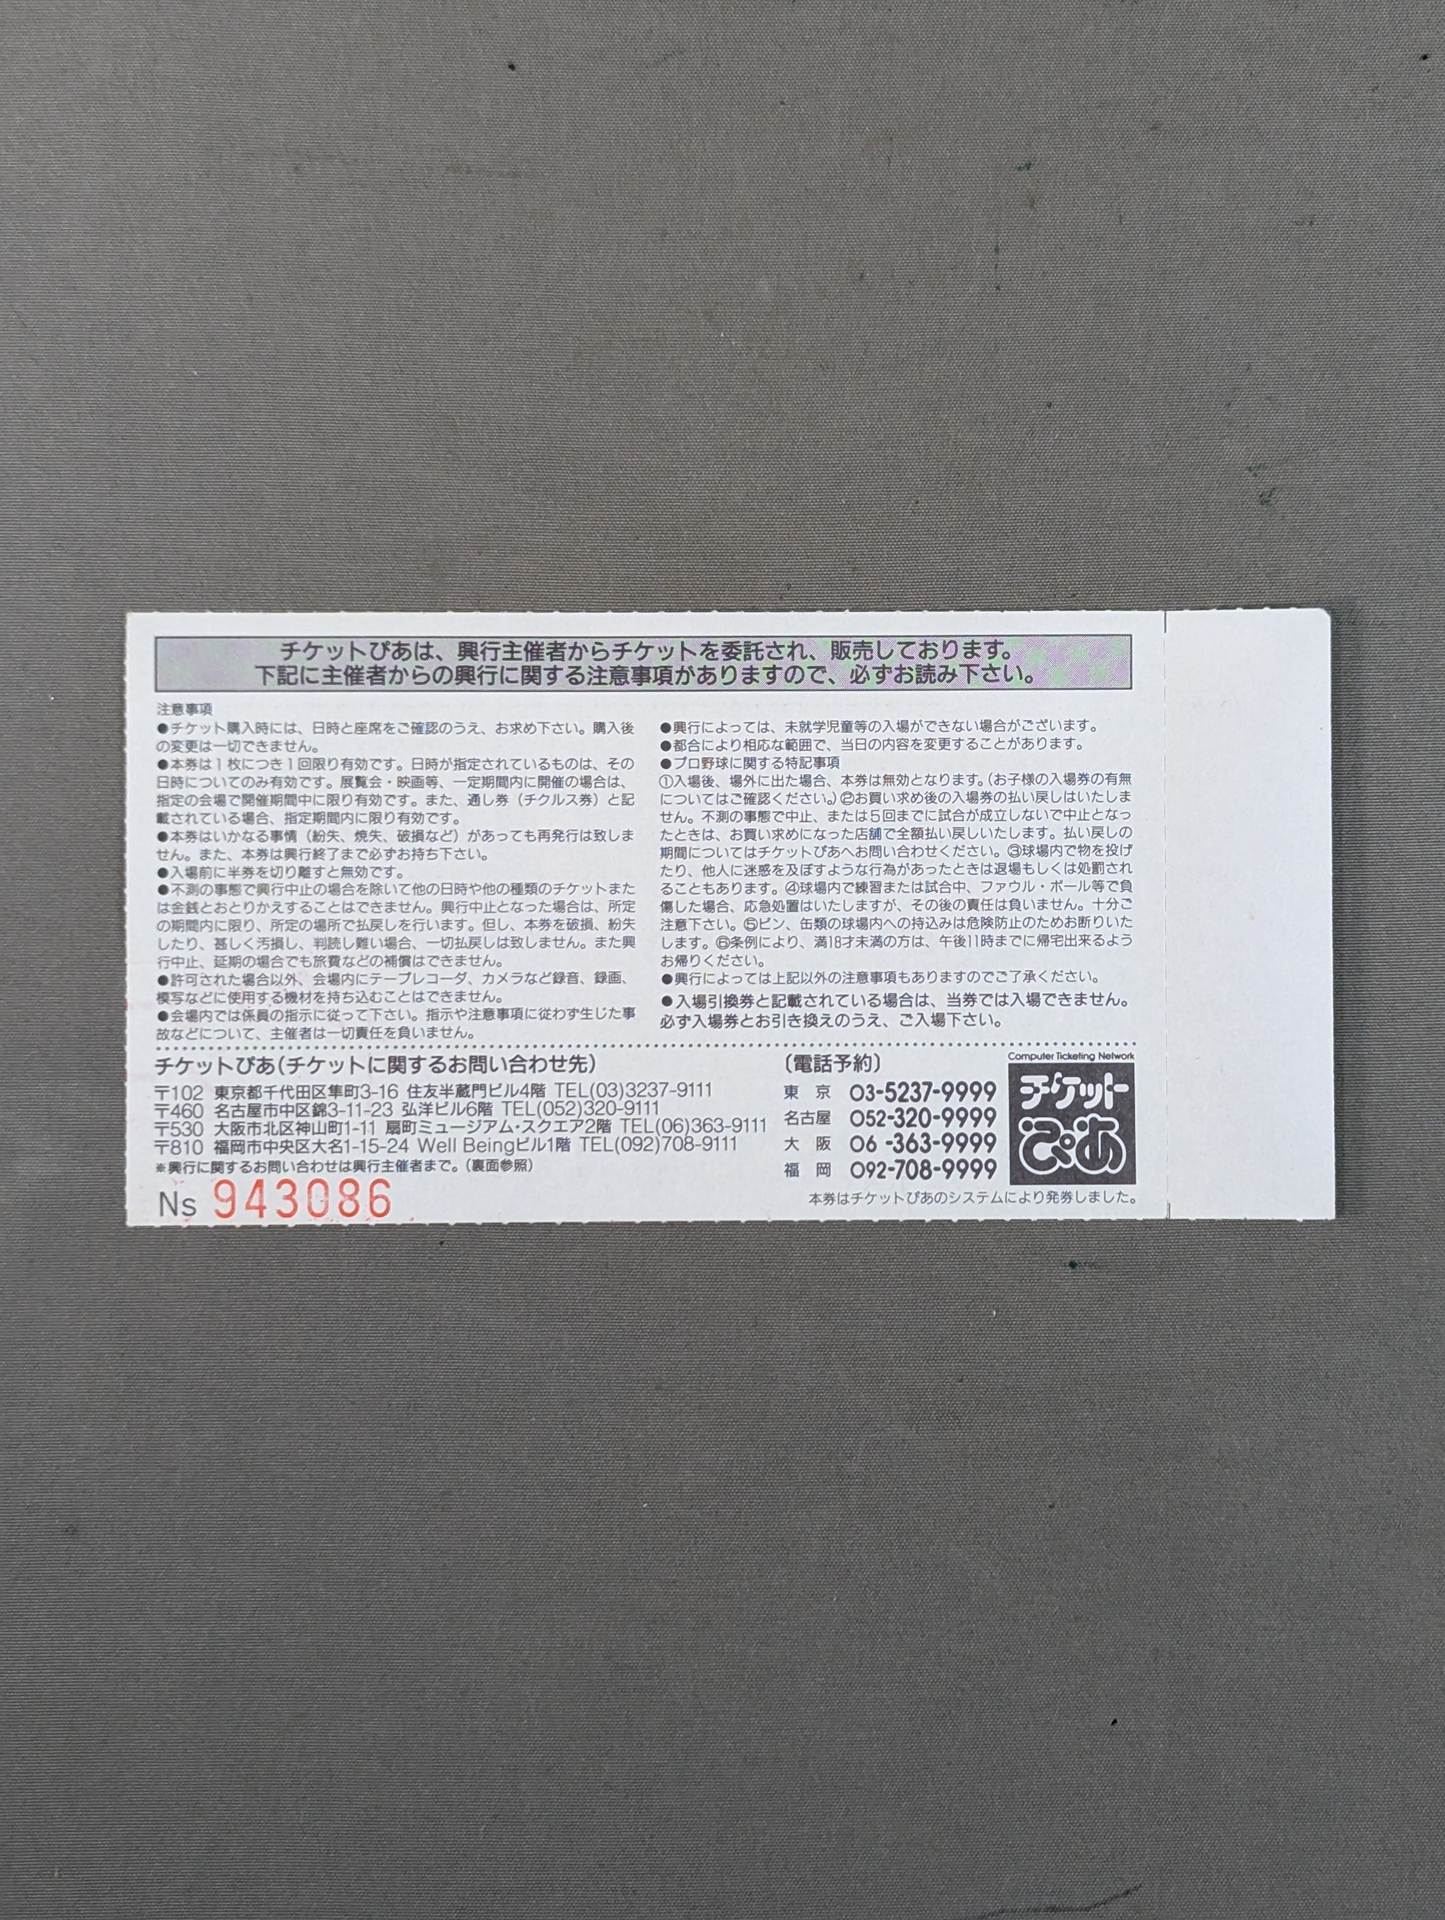 チケットぴあは、興行主催者からチケットを委託され、販売しております。
下記に主催者からの興行に関する注意事項がありますので、必ずお読み下さい。
注意事項
●チケット購入時には、日時と座席をご確認のうえ、お求め下さい。購入後
の変更は一切できません。
●本券は1枚につき1回限り有効です。日時が指定されているものは、その
日時についてのみ有効です。展覧会・映画等、一定期間内に開催の場合は、
指定の会場で開催期間中に限り有効です。また、通し券（チクルス券）と記
載されている場合、指定期間内に限り有効です。
●本券はいかなる事情（紛失、焼失、破損など）があっても再発行は致しま
せん。また、本券は興行終了まで必ずお持ち下さい。
●入場前に半券を切り離すと無効です。
●不測の事態で興行中止の場合を除いて他の日時や他の種類のチケットまた
は金銭とおとりかえすることはできません。興行中止となった場合は、所定
の期間内に限り、所定の場所で払戻しを行います。但し、本券を破損、紛失
したり、甚しく汚損し、判読し難い場合、一切払戻しは致しません。また興
行中止、延期の場合でも旅費などの補償はできません。
●許可された場合以外、会場内にテープレコーダ、カメラなど録音、録画、
模写などに使用する機材を持ち込むことはできません。
●会場内では係員の指示に従って下さい。指示や注意事項に従わず生じた事
故などについて、主催者は一切責任を負いません。
●興行によっては、未就学児童等の入場ができない場合がございます。
●都合により相応な範囲で、当日の内容を変更することがあります。
●プロ野球に関する特記事項
①入場後、場外に出た場合、本券は無効となります。（お子様の入場券の有無
についてはご確認ください。）②お買い求め後の入場券の払い戻しはいたしま
せん。不測の事態で中止、または5回までに試合が成立しないで中止となっ
たときは、お買い求めになった店舗で全額払い戻しいたします。払い戻しの
期間についてはチケットぴあへお問い合わせください。③球場内で物を投げ
たり、他人に迷惑を及ぼすような行為があったときは退場もしくは処罰され
ることもあります。④球場内で練習または試合中、ファウル・ボール等で負
傷した場合、応急処置はいたしますが、その後の責任は負いません。十分ご
注意下さい。⑤ビン、缶類の球場内への持込みは危険防止のためお断りいた
します。⑥条例により、満18才未満の方は、午後11時までに帰宅出来るよう
お帰りください。
●興行によっては上記以外の注意事項もありますのでご了承ください。
●入場引換券と記載されている場合は、当券では入場できません。
必ず入場券とお引き換えのうえ、ご入場下さい。
チケットぴあ（チケットに関するお問い合わせ先）
〒102 東京都千代田区隼町3-16 住友半蔵門ビル4階 TEL(03)3237-9111
〒460 名古屋市中区錦3-11-23 弘洋ビル6階 TEL(052)320-9111
〒530 大阪市北区神山町1-11 扇町ミュージアム・スクエア2階 TEL(06)363-9111
〒810 福岡市中央区大名1-15-24 Well Beingビル1階 TEL(092)708-9111
※興行に関するお問い合わせは興行主催者まで。（裏面参照）
Ns 943086
〔電話予約〕
東京 03-5237-9999
名古屋 052-320-9999
大阪 06-363-9999
福岡 092-708-9999
Computer Ticketing Network
チケット
ぴあ
本券はチケットぴあのシステムにより発券しました。